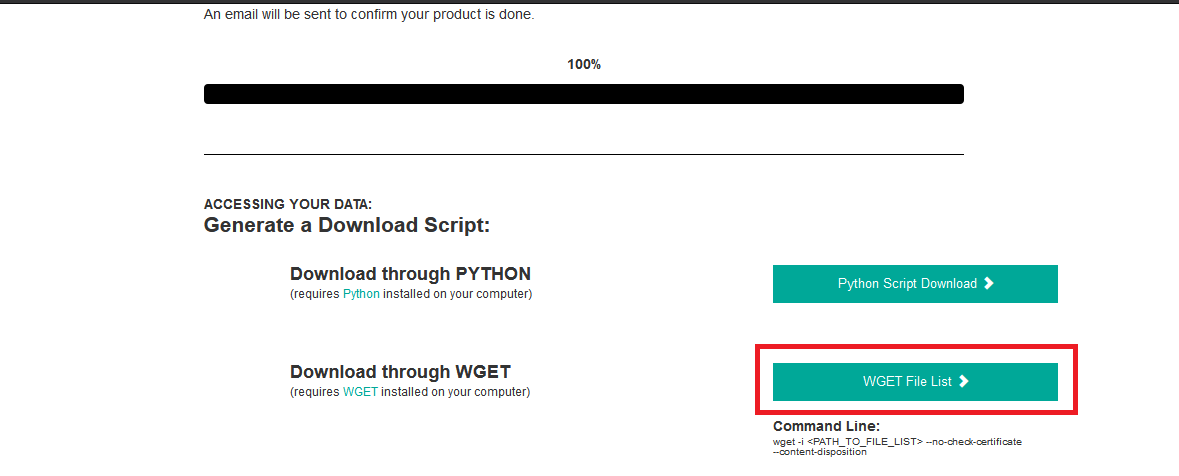 An email will be sent to confirm your product is done.
100%
ACCESSING YOUR DATA:
Generate a Download Script:
Download through PYTHON
(requires Python installed on your computer)
Python Script Download
Download through WGET
(requires WGET installed on your computer)
WGET File List
Command Line:
wget -i <PATH_TO_FILE_LIST> --no-check-certificate
--content-disposition